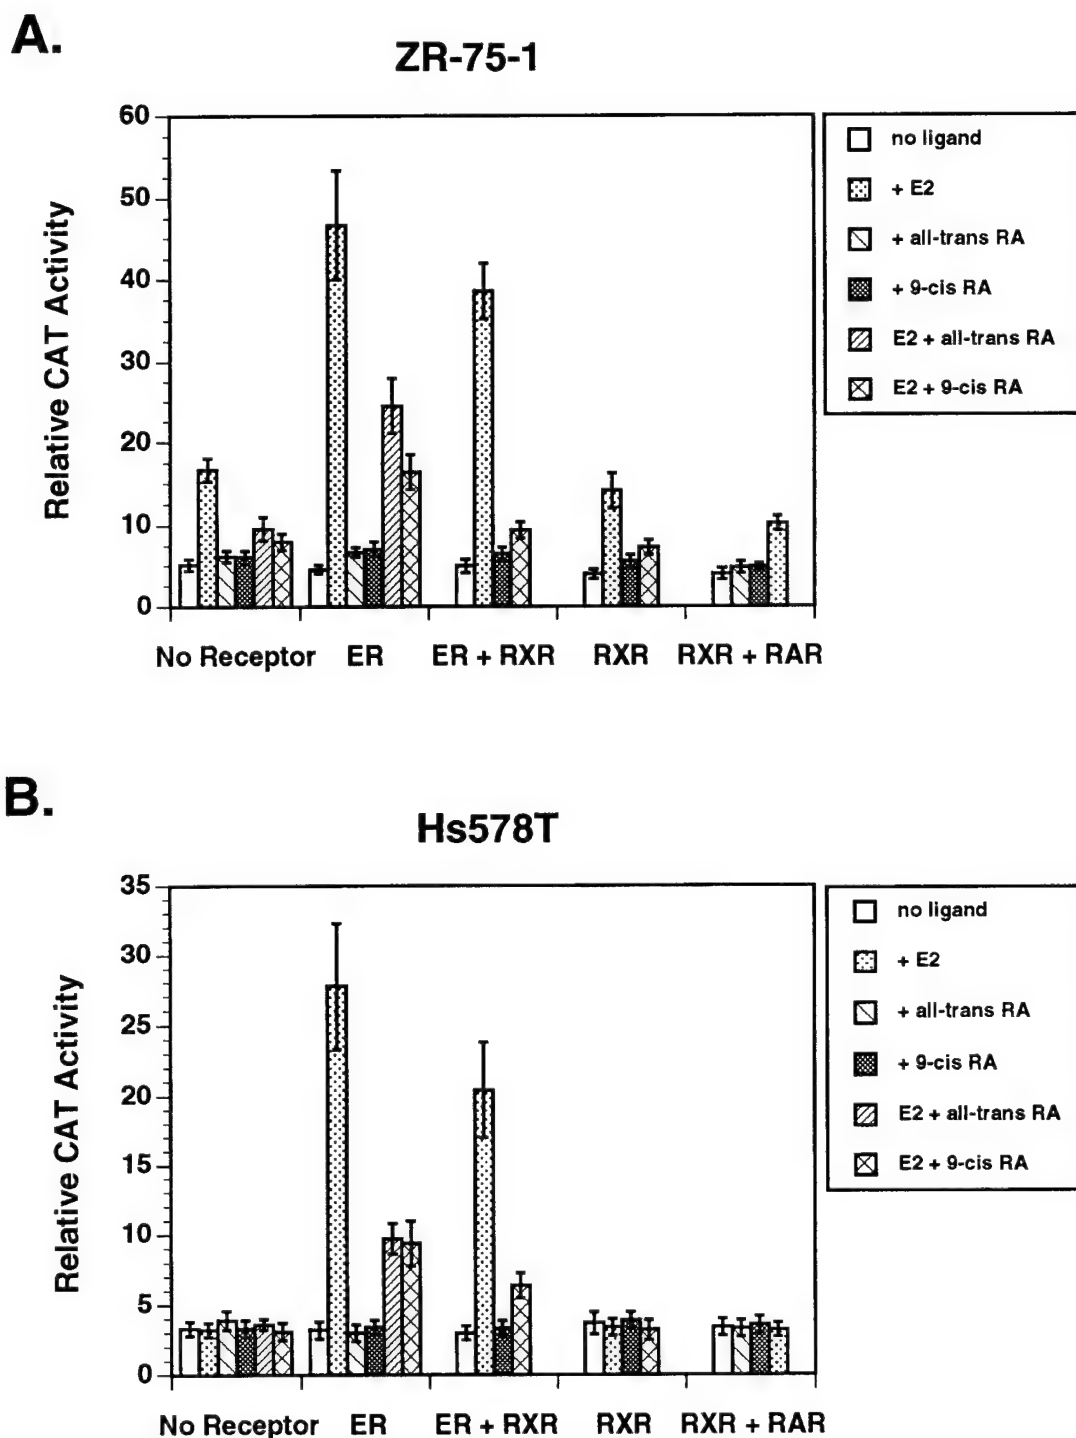 A.
ZR-75-1
Relative CAT Activity
60
50
40
30
20
10
0
No Receptor ER ER + RXR RXR RXR + RAR
no ligand
+ E2
+ all-trans RA
+ 9-cis RA
E2 + all-trans RA
E2 + 9-cis RA
B.
Hs578T
Relative CAT Activity
35
30
25
20
15
10
5
0
No Receptor ER ER + RXR RXR RXR + RAR
no ligand
+ E2
+ all-trans RA
+ 9-cis RA
E2 + all-trans RA
E2 + 9-cis RA